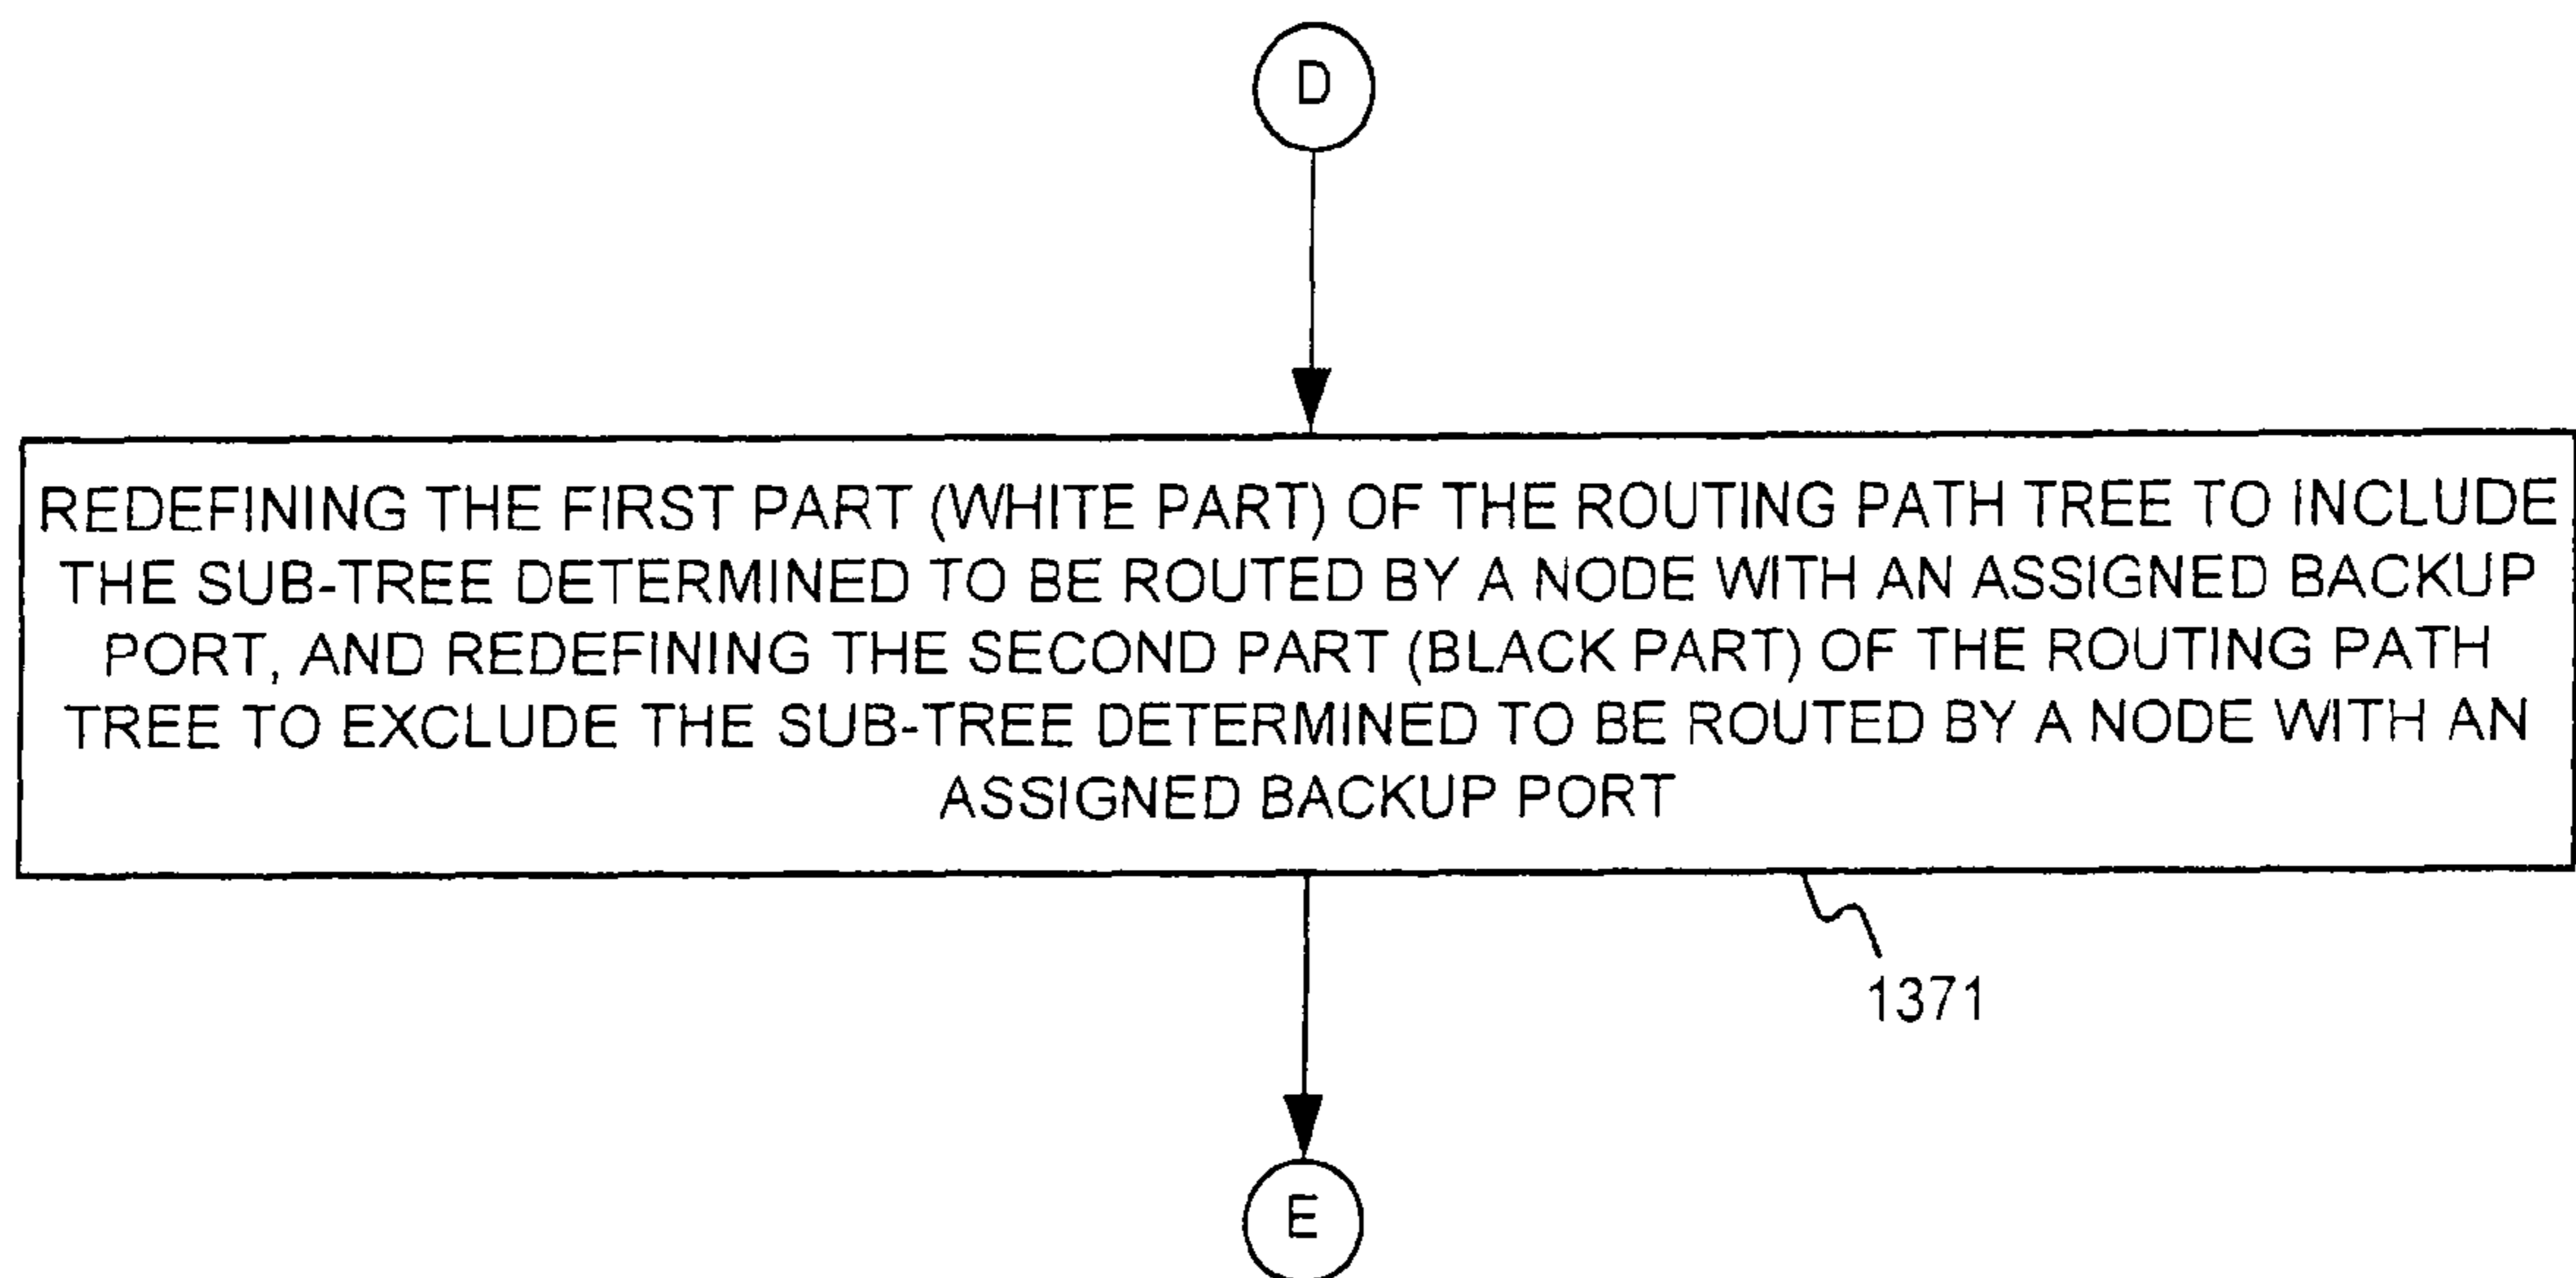 D
REDEFINING THE FIRST PART (WHITE PART) OF THE ROUTING PATH TREE TO INCLUDE
THE SUB-TREE DETERMINED TO BE ROUTED BY A NODE WITH AN ASSIGNED BACKUP
PORT, AND REDEFINING THE SECOND PART (BLACK PART) OF THE ROUTING PATH
TREE TO EXCLUDE THE SUB-TREE DETERMINED TO BE ROUTED BY A NODE WITH AN
ASSIGNED BACKUP PORT
1371
E